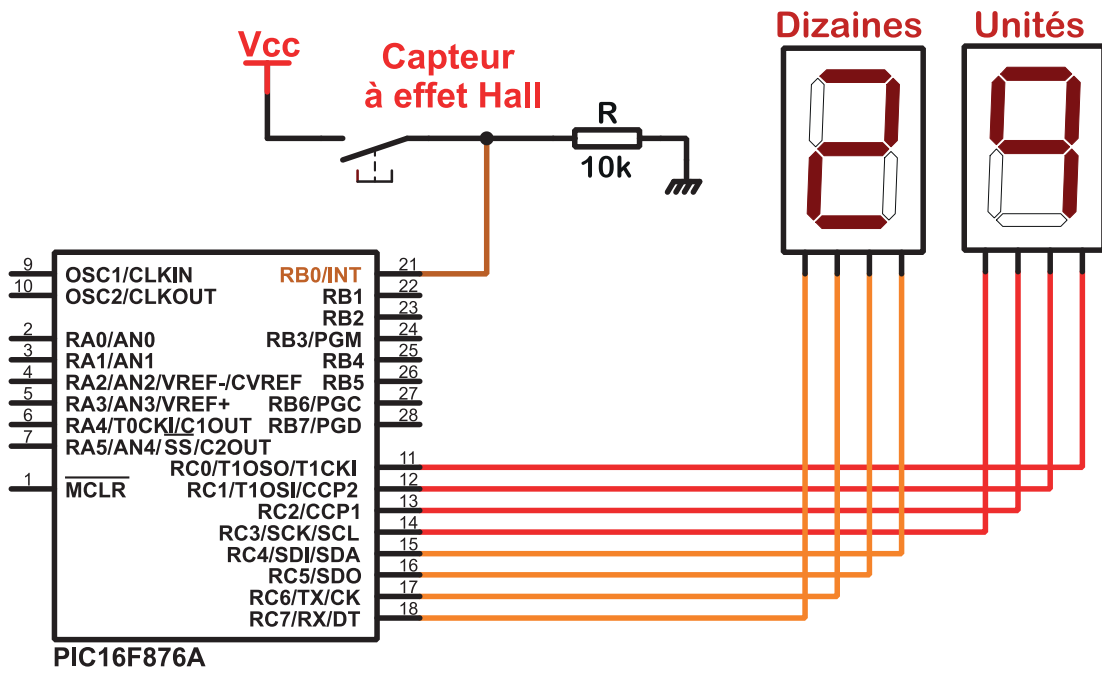 Dizaines
Unités
Vcc
Capteur
à effet Hall
R
10k
9 OSC1/CLKIN
10 OSC2/CLKOUT
2 RA0/AN0
3 RA1/AN1
4 RA2/AN2/VREF-/CVREF
5 RA3/AN3/VREF+
6 RA4/T0CKI/C1OUT
7 RA5/AN4/SS/C2OUT
1 MCLR
RB0/INT 21
RB1 22
RB2 23
RB3/PGM 24
RB4 25
RB5 26
RB6/PGC 27
RB7/PGD 28
RC0/T1OSO/T1CKI 11
RC1/T1OSI/CCP2 12
RC2/CCP1 13
RC3/SCK/SCL 14
RC4/SDI/SDA 15
RC5/SDO 16
RC6/TX/CK 17
RC7/RX/DT 18
PIC16F876A
2
9